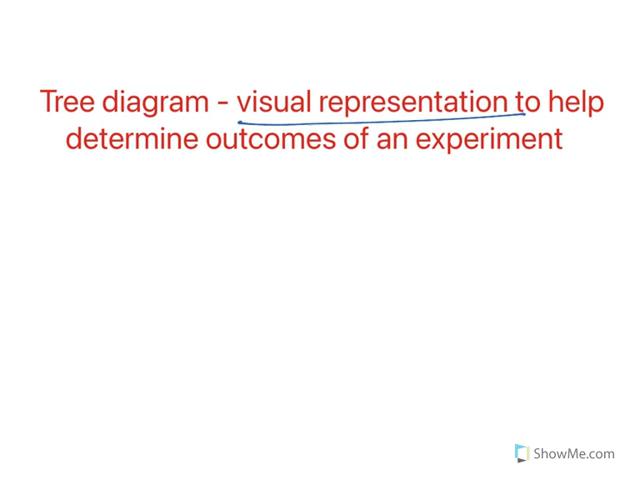 Tree diagram - visual representation to help
determine outcomes of an experiment
ShowMe.com